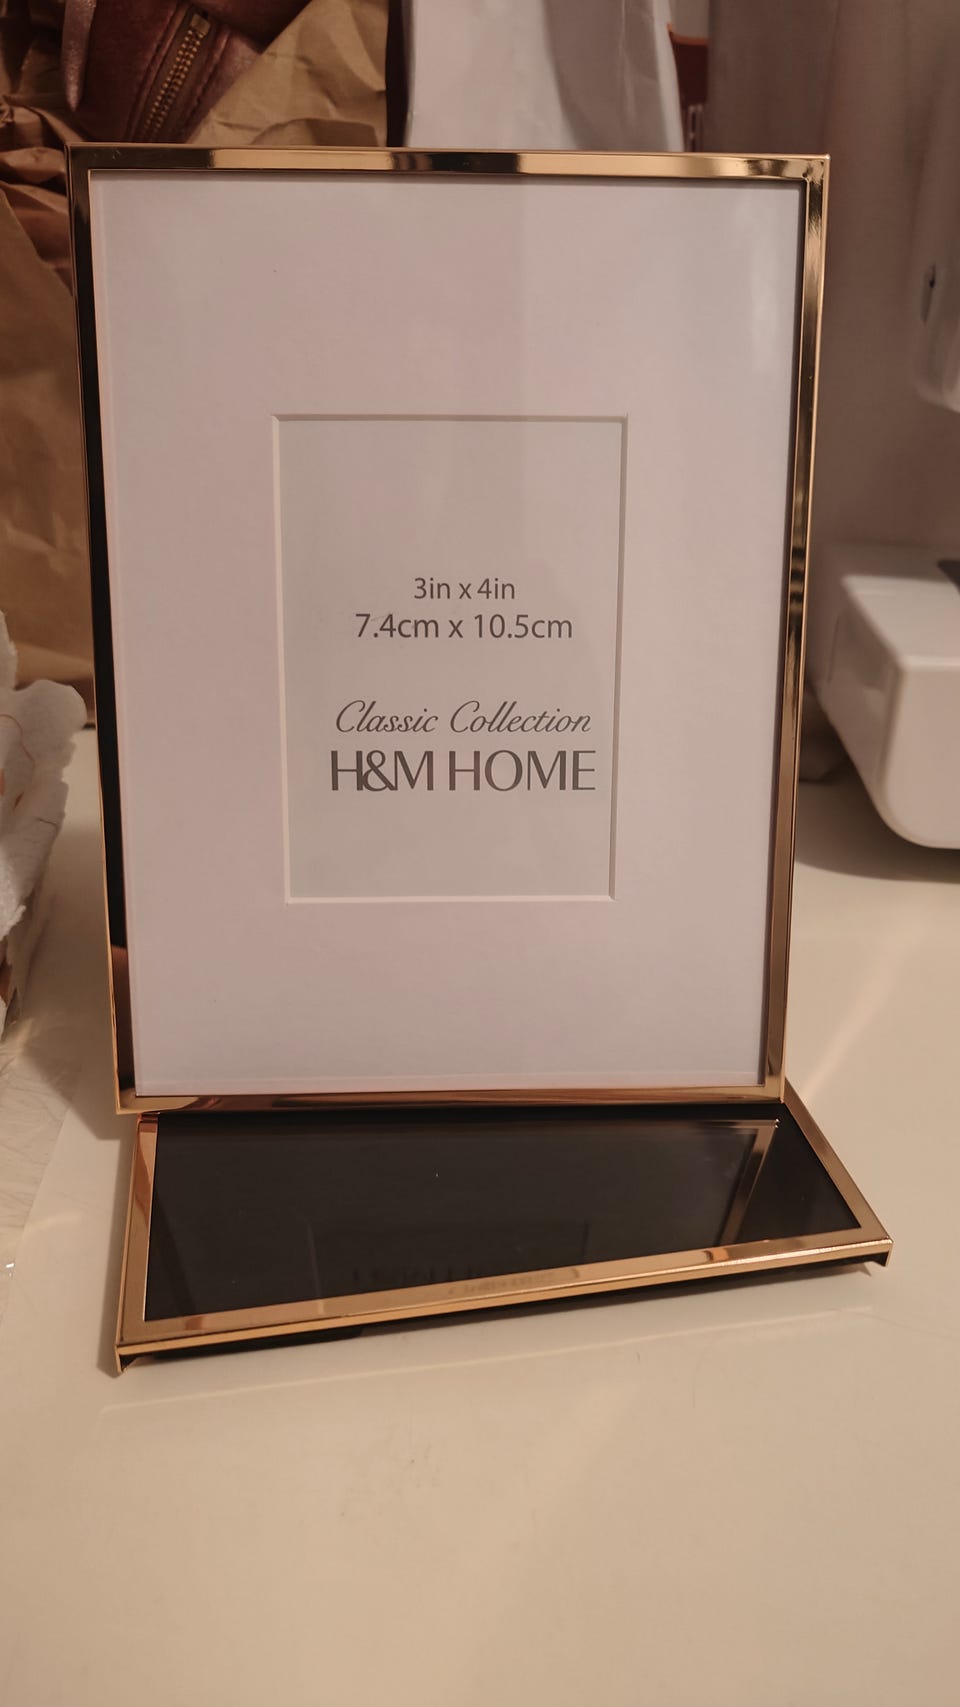 3in x 4in
7.4cm x 10.5cm
Classic Collection
H&M HOME